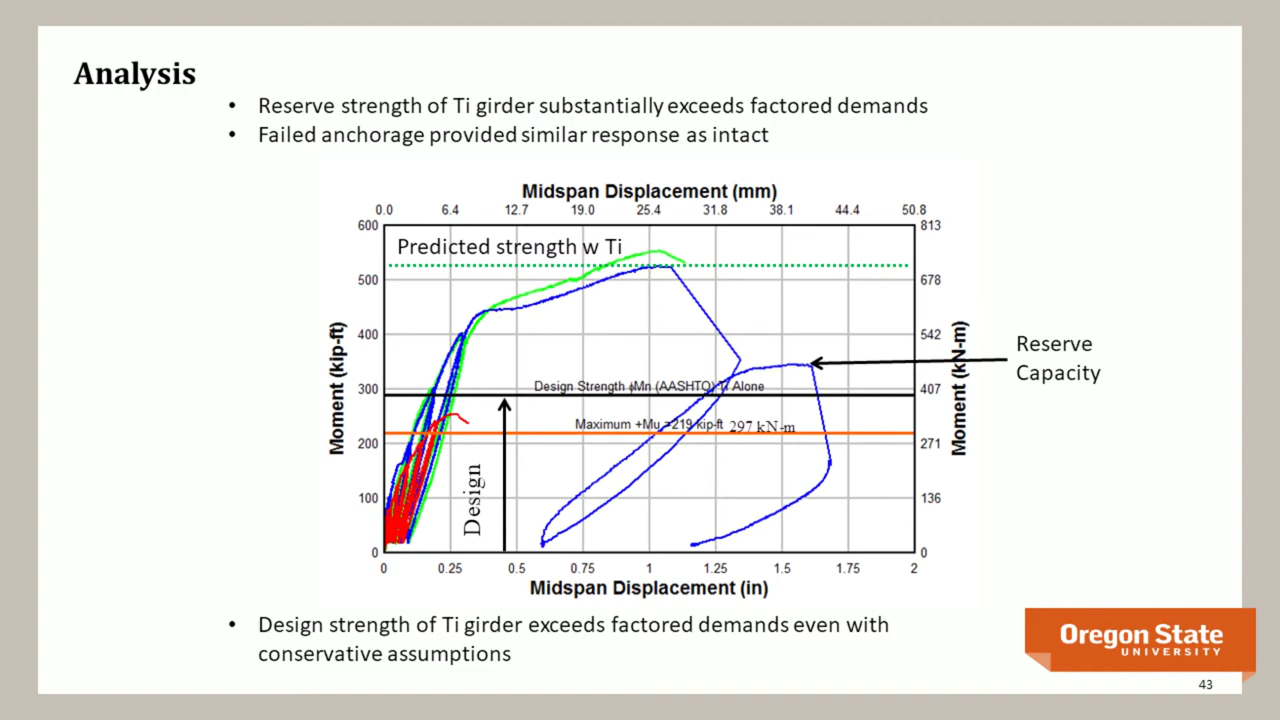 Analysis
• Reserve strength of Ti girder substantially exceeds factored demands
• Failed anchorage provided similar response as intact
Midspan Displacement (mm)
0.0 6.4 12.7 19.0 25.4 31.8 38.1 44.4 50.8
600 813
Predicted strength w Ti
500 678
400 542
Reserve
Capacity
Design Strength ϕMn (AASHTO) Ti Alone
300 407
Maximum +Mu =219 kip-ft 297 kN-m
200 271
100 136
0 0
Moment (kip-ft)
Moment (kN-m)
Design
0 0.25 0.5 0.75 1 1.25 1.5 1.75 2
Midspan Displacement (in)
• Design strength of Ti girder exceeds factored demands even with
conservative assumptions
Oregon State
UNIVERSITY
43